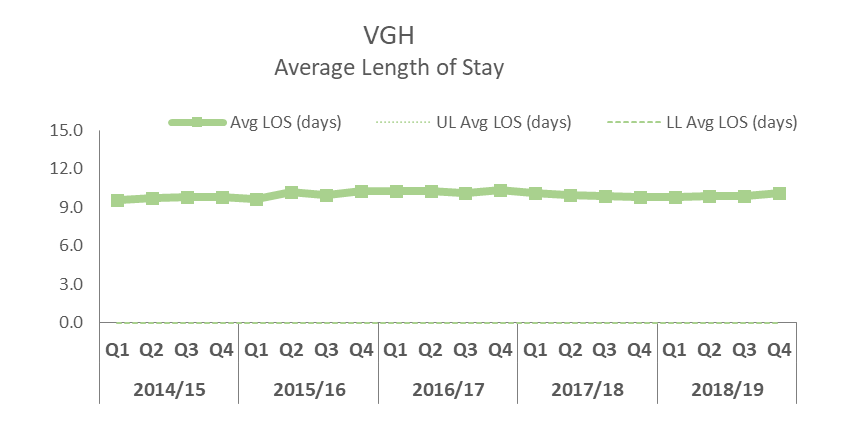 VGH
Average Length of Stay
Avg LOS (days) UL Avg LOS (days) LL Avg LOS (days)
15.0
12.0
9.0
6.0
3.0
0.0
Q1 Q2 Q3 Q4 Q1 Q2 Q3 Q4 Q1 Q2 Q3 Q4 Q1 Q2 Q3 Q4 Q1 Q2 Q3 Q4
2014/15 2015/16 2016/17 2017/18 2018/19